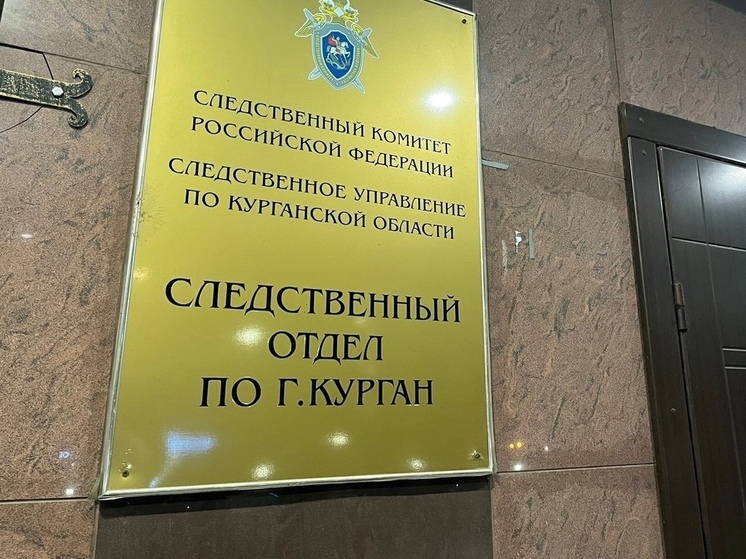 СЛЕДСТВЕННЫЙ КОМИТЕТ
РОССИЙСКОЙ ФЕДЕРАЦИИ
СЛЕДСТВЕННОЕ УПРАВЛЕНИЕ
ПО КУРГАНСКОЙ ОБЛАСТИ
СЛЕДСТВЕННЫЙ
ОТДЕЛ
ПО Г.КУРГАН